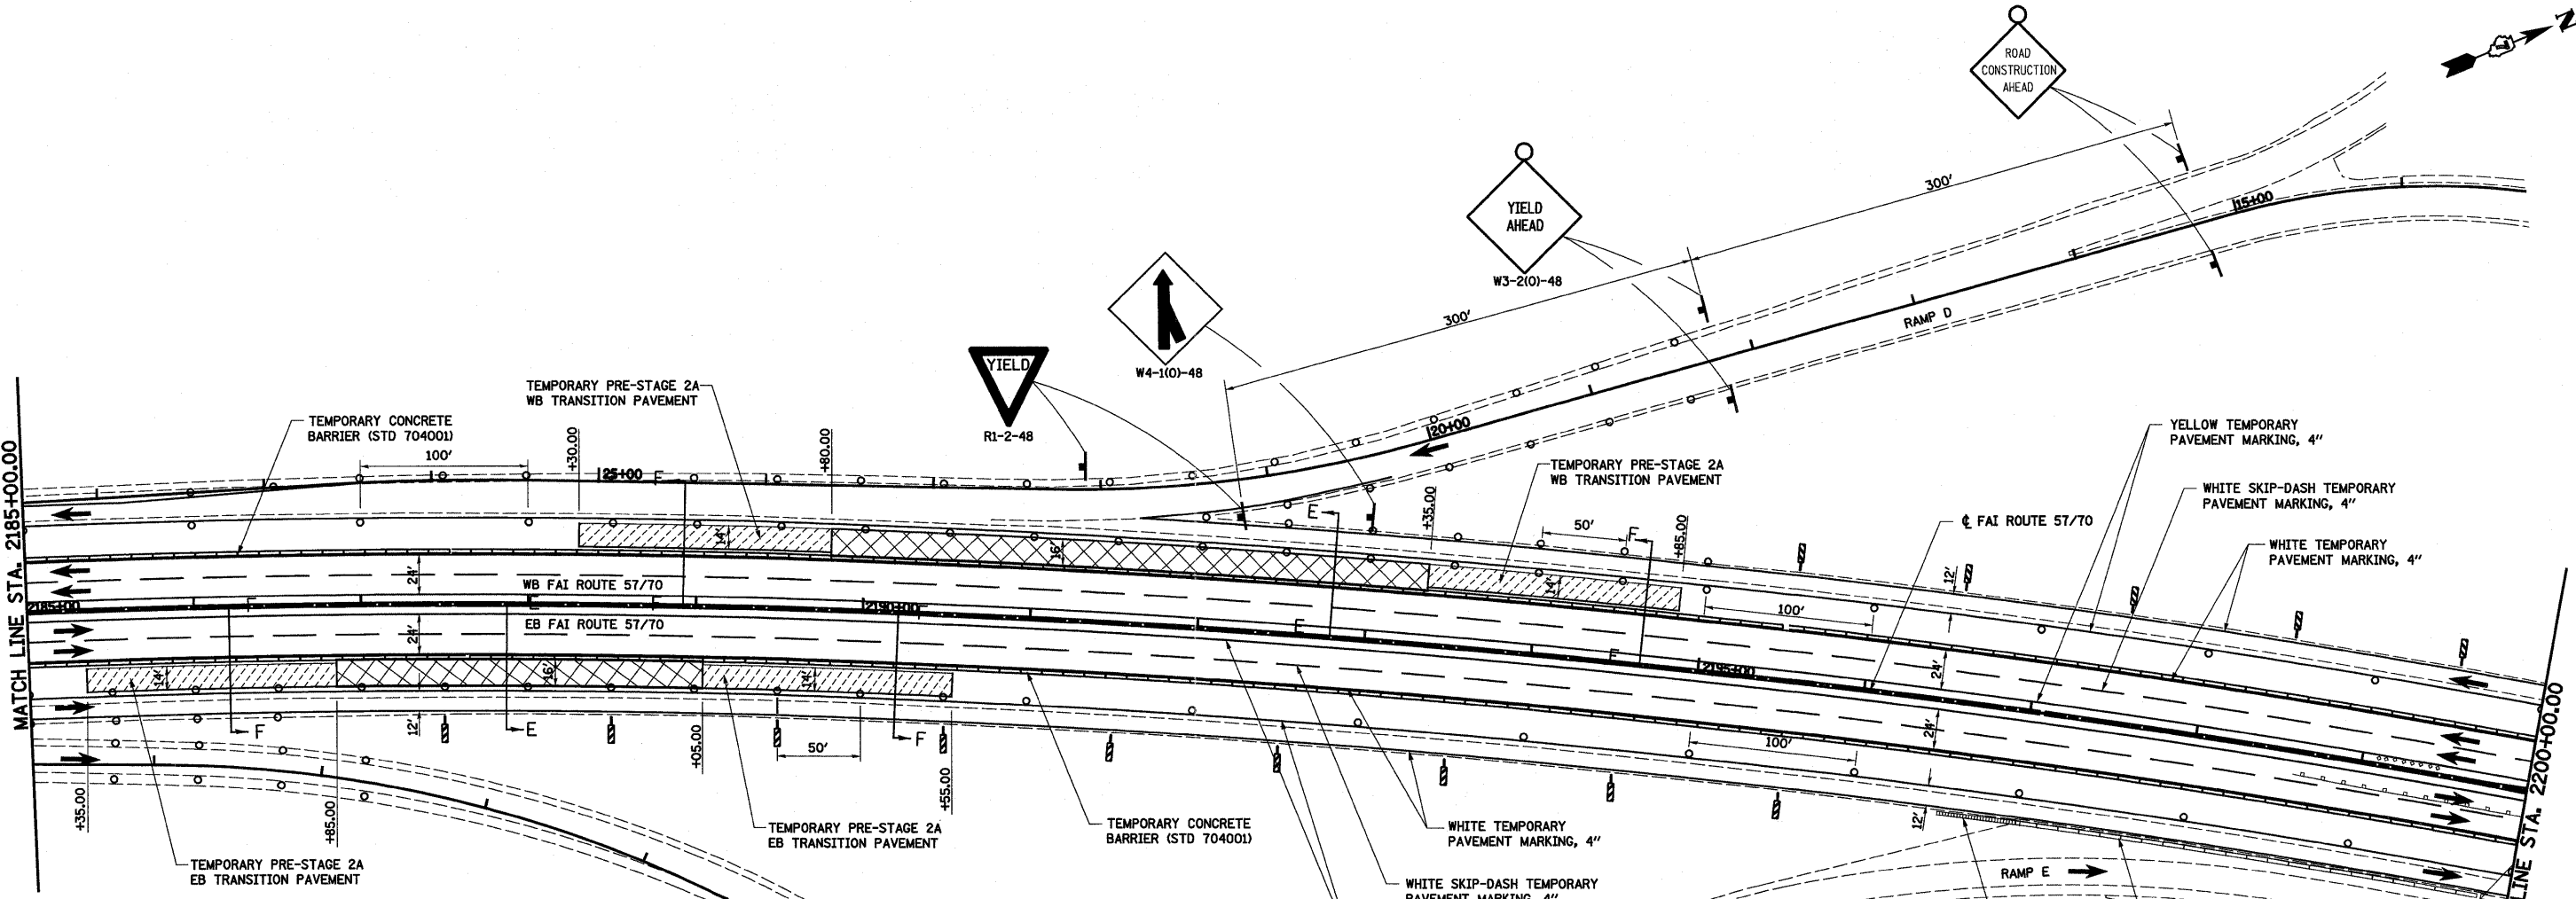 N
ROAD
CONSTRUCTION
AHEAD
300'
YIELD
AHEAD
W3-2(O)-48
15+00
300'
RAMP D
W4-1(O)-48
YIELD
R1-2-48
TEMPORARY PRE-STAGE 2A
WB TRANSITION PAVEMENT
TEMPORARY CONCRETE
BARRIER (STD 704001)
100'
+30.00
25+00
F
+80.00
20+00
TEMPORARY PRE-STAGE 2A
WB TRANSITION PAVEMENT
YELLOW TEMPORARY
PAVEMENT MARKING, 4"
WHITE SKIP-DASH TEMPORARY
PAVEMENT MARKING, 4"
℄ FAI ROUTE 57/70
WHITE TEMPORARY
PAVEMENT MARKING, 4"
MATCH LINE STA. 2185+00.00
14'
16'
E
+35.00
50'
F
+85.00
14'
12'
100'
24'
WB FAI ROUTE 57/70
2185+00
F
E
F
2190+00
F
E
F
2195+00
24'
EB FAI ROUTE 57/70
24'
24'
14'
16'
14'
12'
F
E
F
50'
100'
12'
+35.00
+85.00
+05.00
+55.00
TEMPORARY PRE-STAGE 2A
EB TRANSITION PAVEMENT
TEMPORARY PRE-STAGE 2A
EB TRANSITION PAVEMENT
TEMPORARY CONCRETE
BARRIER (STD 704001)
WHITE TEMPORARY
PAVEMENT MARKING, 4"
WHITE SKIP-DASH TEMPORARY
PAVEMENT MARKING, 4"
RAMP E
LINE STA. 2200+00.00